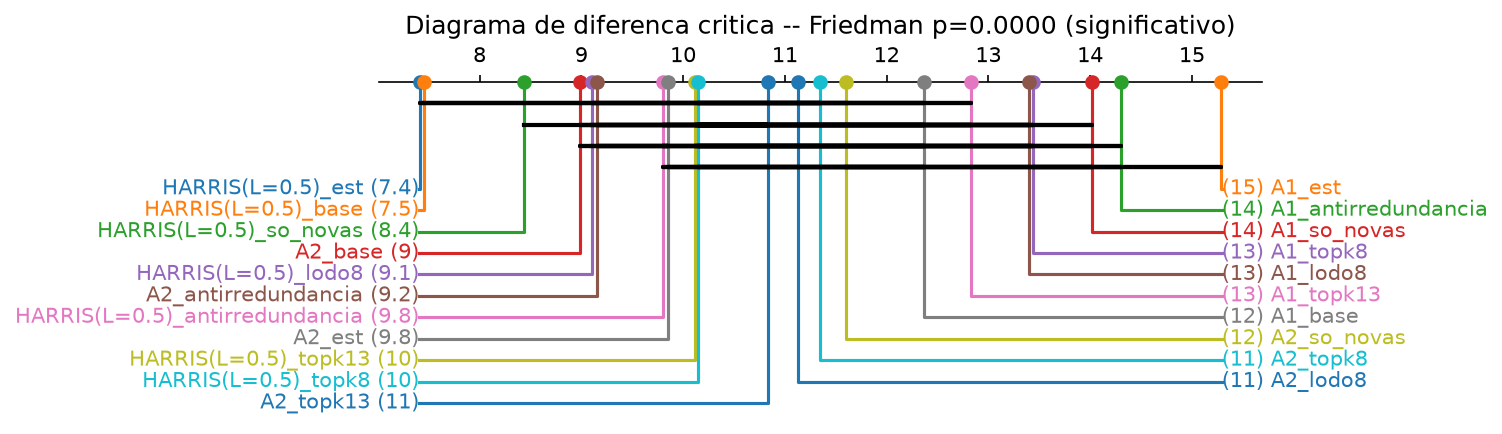 Diagrama de diferenca critica -- Friedman p=0.0000 (significativo)
8 9 10 11 12 13 14 15
HARRIS(L=0.5)_est (7.4)
HARRIS(L=0.5)_base (7.5)
HARRIS(L=0.5)_so_novas (8.4)
A2_base (9)
HARRIS(L=0.5)_lodo8 (9.1)
A2_antirredundancia (9.2)
HARRIS(L=0.5)_antirredundancia (9.8)
A2_est (9.8)
HARRIS(L=0.5)_topk13 (10)
HARRIS(L=0.5)_topk8 (10)
A2_topk13 (11)
(15) A1_est
(14) A1_antirredundancia
(14) A1_so_novas
(13) A1_topk8
(13) A1_lodo8
(13) A1_topk13
(12) A1_base
(12) A2_so_novas
(11) A2_topk8
(11) A2_lodo8